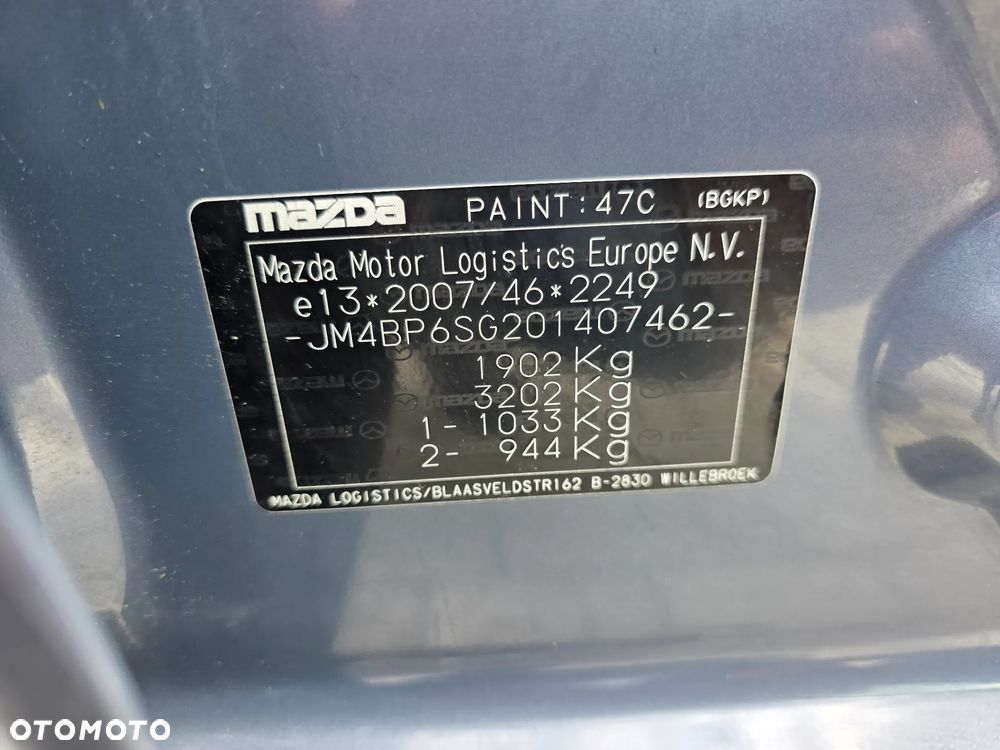 mazda PAINT:47C (BGKP)
Mazda Motor Logistics Europe N.V.
e13*2007/46*2249
-JM4BP6SG201407462-
1902 Kg
3202 Kg
1- 1033 Kg
2- 944 Kg
MAZDA LOGISTICS/BLAASVELDSTR162 B-2830 WILLEBROEK
OTOMOTO